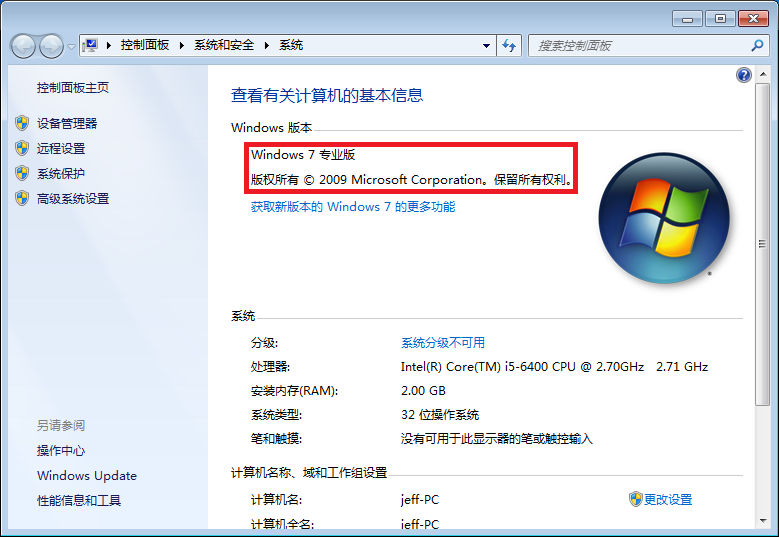 控制面板 ▸ 系统和安全 ▸ 系统
搜索控制面板
控制面板主页
设备管理器
远程设置
系统保护
高级系统设置
另请参阅
操作中心
Windows Update
性能信息和工具
查看有关计算机的基本信息
Windows 版本
Windows 7 专业版
版权所有 © 2009 Microsoft Corporation。保留所有权利。
获取新版本的 Windows 7 的更多功能
系统
分级: 系统分级不可用
处理器: Intel(R) Core(TM) i5-6400 CPU @ 2.70GHz 2.71 GHz
安装内存(RAM): 2.00 GB
系统类型: 32 位操作系统
笔和触摸: 没有可用于此显示器的笔或触控输入
计算机名称、域和工作组设置
计算机名: jeff-PC 更改设置
计算机全名: jeff-PC